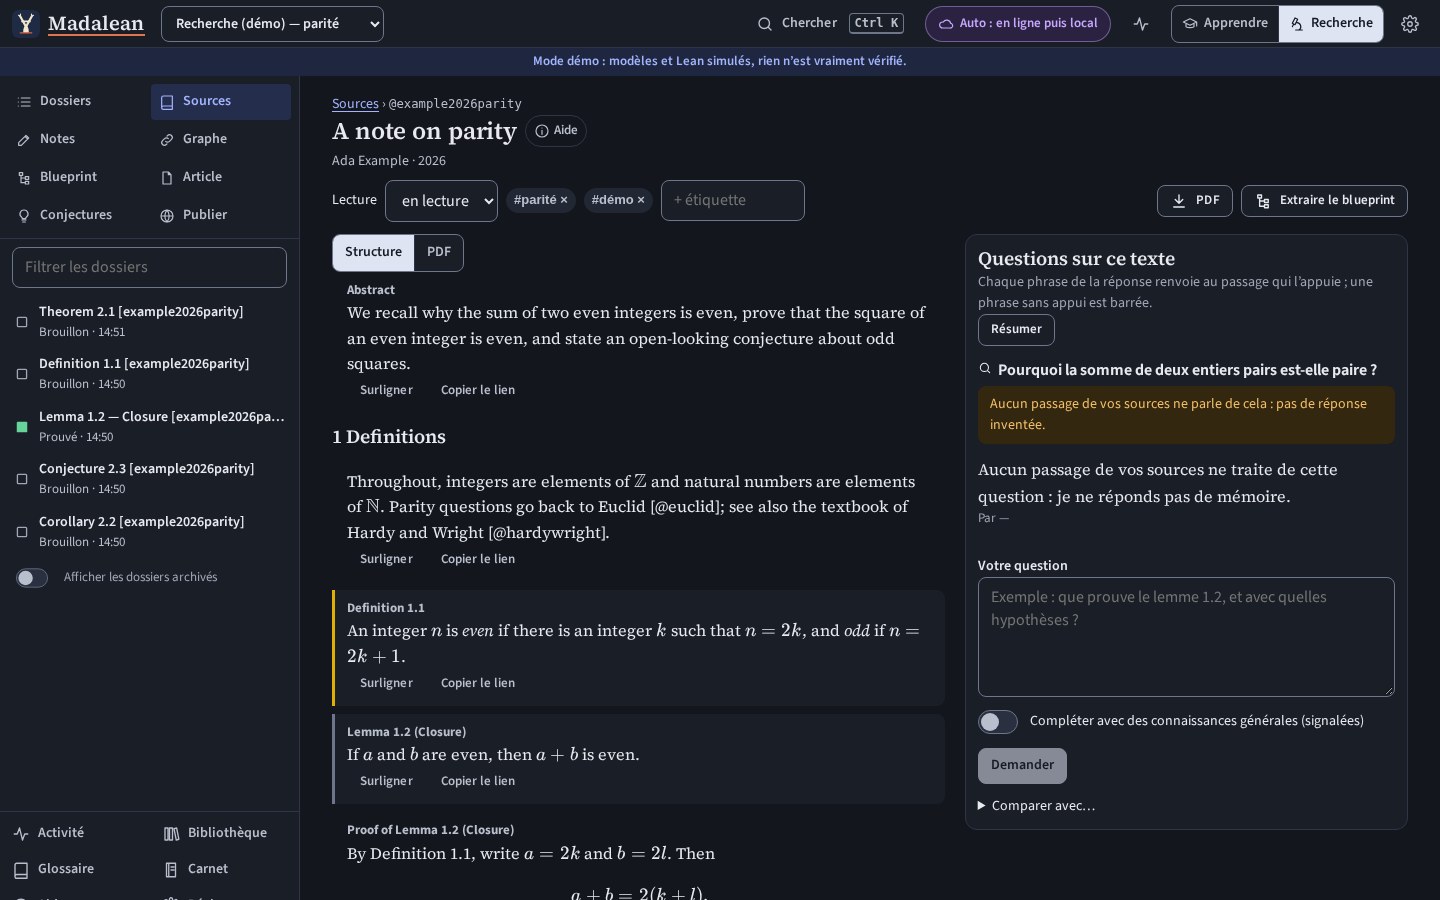 Madalean
Recherche (démo) — parité
Chercher
Ctrl K
Auto : en ligne puis local
Apprendre
Recherche
Mode démo : modèles et Lean simulés, rien n’est vraiment vérifié.
Dossiers
Sources
Notes
Graphe
Blueprint
Article
Conjectures
Publier
Filtrer les dossiers
Theorem 2.1 [example2026parity]
Brouillon · 14:51
Definition 1.1 [example2026parity]
Brouillon · 14:50
Lemma 1.2 — Closure [example2026pa…
Prouvé · 14:50
Conjecture 2.3 [example2026parity]
Brouillon · 14:50
Corollary 2.2 [example2026parity]
Brouillon · 14:50
Afficher les dossiers archivés
Activité
Bibliothèque
Glossaire
Carnet
Sources › @example2026parity
A note on parity
Aide
Ada Example · 2026
Lecture
en lecture
#parité ×
#démo ×
+ étiquette
PDF
Extraire le blueprint
Structure
PDF
Abstract
We recall why the sum of two even integers is even, prove that the square of
an even integer is even, and state an open-looking conjecture about odd
squares.
Surligner
Copier le lien
1 Definitions
Throughout, integers are elements of ℤ and natural numbers are elements
of ℕ. Parity questions go back to Euclid [@euclid]; see also the textbook of
Hardy and Wright [@hardywright].
Surligner
Copier le lien
Definition 1.1
An integer n is even if there is an integer k such that n = 2k, and odd if n =
2k + 1.
Surligner
Copier le lien
Lemma 1.2 (Closure)
If a and b are even, then a + b is even.
Surligner
Copier le lien
Proof of Lemma 1.2 (Closure)
By Definition 1.1, write a = 2k and b = 2l. Then
a + b = 2(k + l),
Questions sur ce texte
Chaque phrase de la réponse renvoie au passage qui l’appuie ; une
phrase sans appui est barrée.
Résumer
Pourquoi la somme de deux entiers pairs est-elle paire ?
Aucun passage de vos sources ne parle de cela : pas de réponse
inventée.
Aucun passage de vos sources ne traite de cette
question : je ne réponds pas de mémoire.
Par —
Votre question
Exemple : que prouve le lemme 1.2, et avec quelles
hypothèses ?
Compléter avec des connaissances générales (signalées)
Demander
Comparer avec…